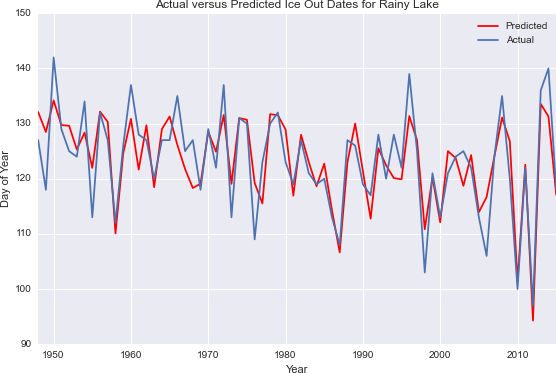 Actual versus Predicted Ice Out Dates for Rainy Lake
150
140
130
120
110
100
90
Day of Year
Predicted
Actual
1950 1960 1970 1980 1990 2000 2010
Year